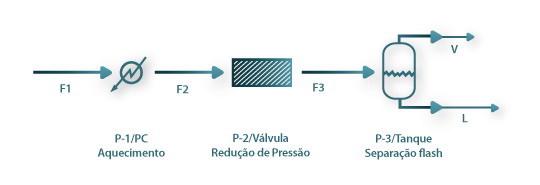 V
F1
F2
F3
L
P-1/PC
Aquecimento
P-2/Válvula
Redução de Pressão
P-3/Tanque
Separação flash